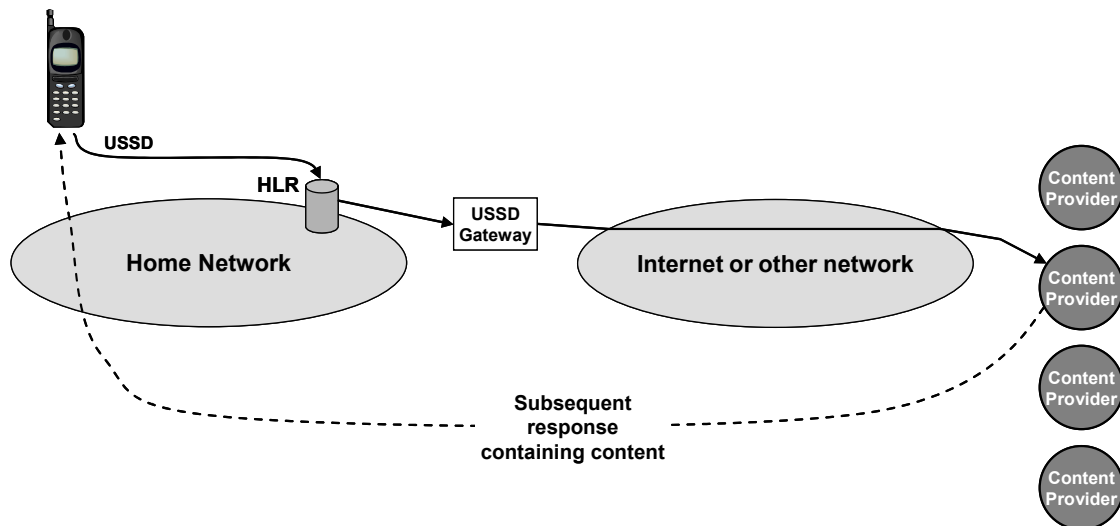 USSD
HLR
Home Network
USSD
Gateway
Internet or other network
Content
Provider
Content
Provider
Content
Provider
Content
Provider
Subsequent
response
containing content